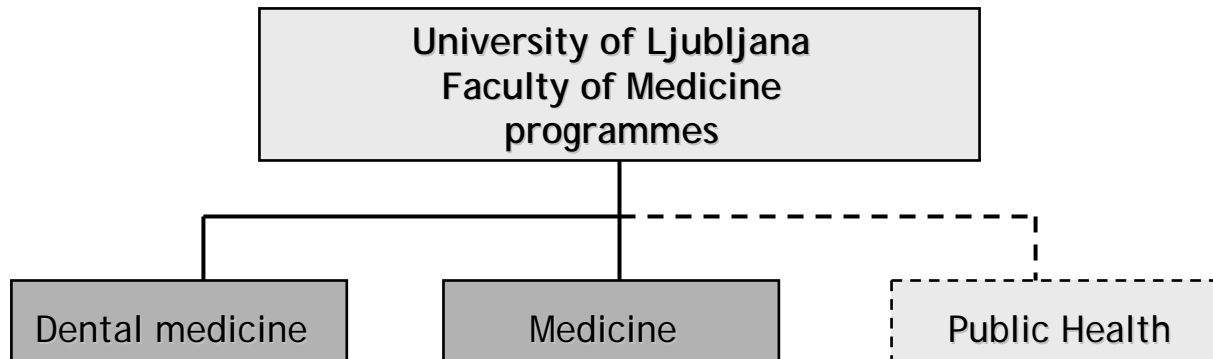 University of Ljubljana
Faculty of Medicine
programmes
Dental medicine
Medicine
Public Health